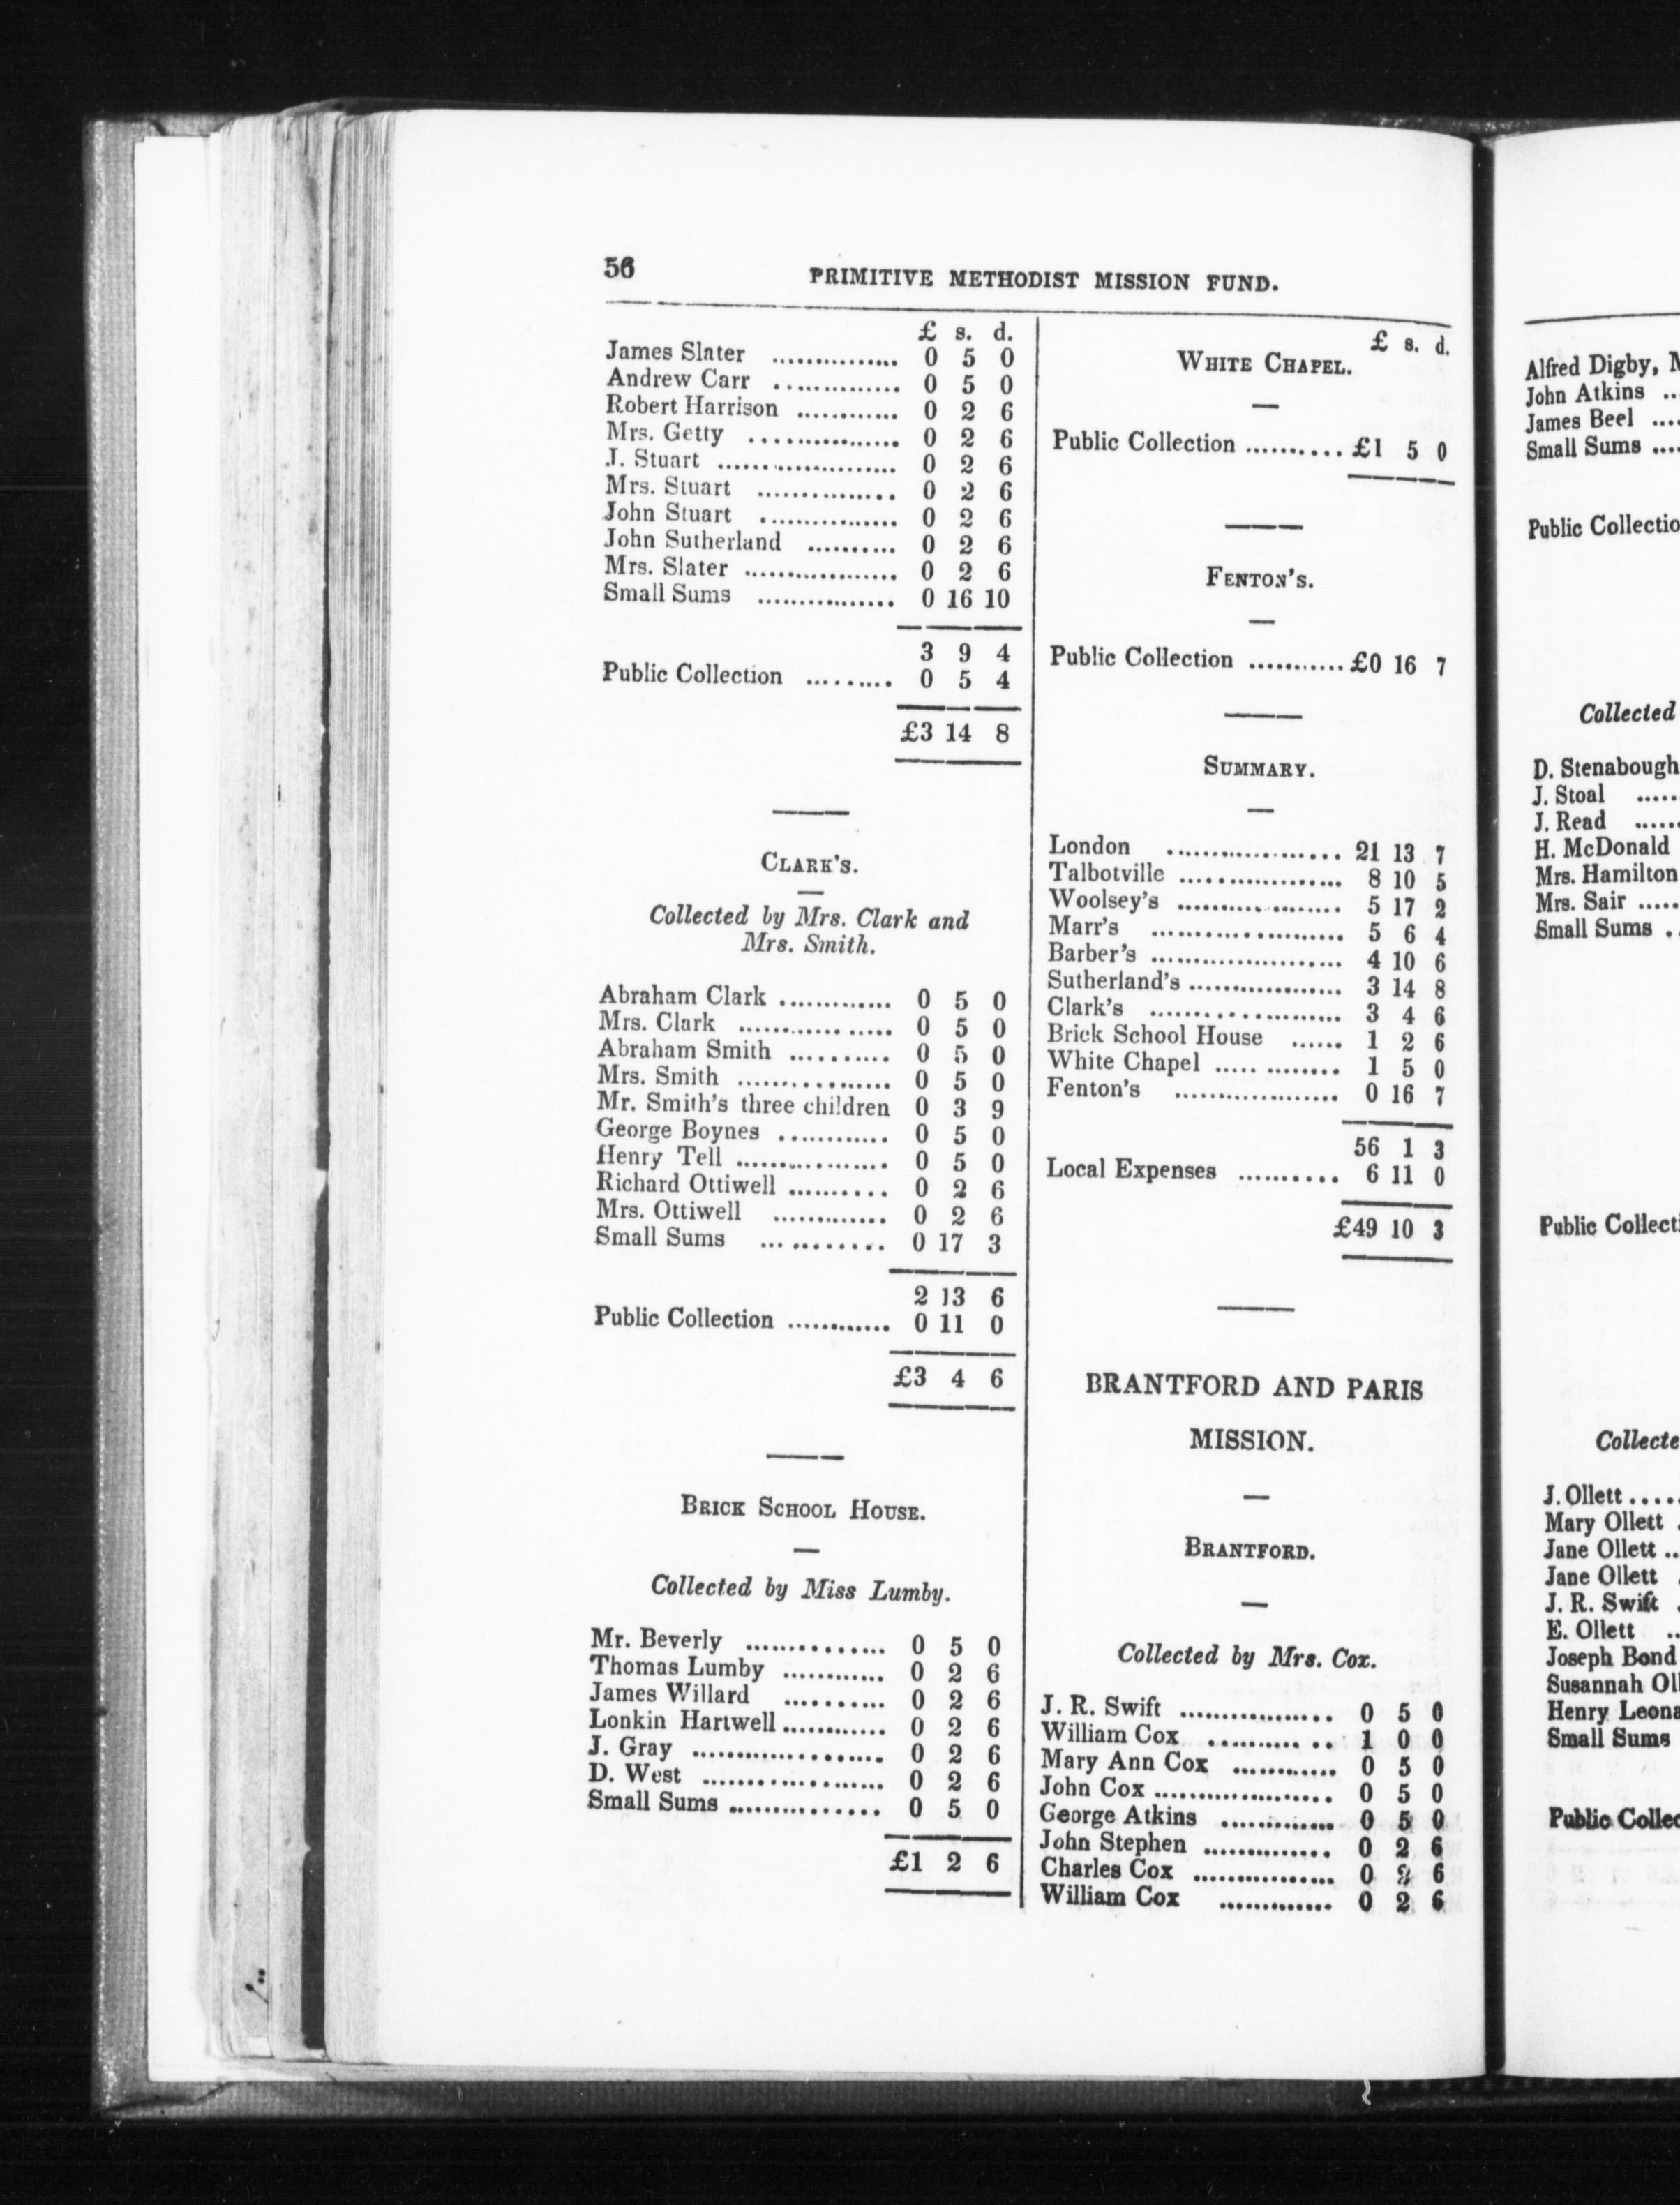 56
PRIMITIVE METHODIST MISSION FUND.
£ s. d.
James Slater ............... 0 5 0
Andrew Carr ............. 0 5 0
Robert Harrison ............ 0 2 6
Mrs. Getty ................ 0 2 6
J. Stuart ...................... 0 2 6
Mrs. Stuart ............... 0 2 6
John Stuart ................ 0 2 6
John Sutherland .......... 0 2 6
Mrs. Slater .................. 0 2 6
Small Sums ................ 0 16 10
3 9 4
Public Collection ......... 0 5 4
£3 14 8
CLARK'S.
Collected by Mrs. Clark and
Mrs. Smith.
Abraham Clark ............. 0 5 0
Mrs. Clark .................. 0 5 0
Abraham Smith .......... 0 5 0
Mrs. Smith ................. 0 5 0
Mr. Smith's three children 0 3 9
George Boynes ............ 0 5 0
Henry Tell ................. 0 5 0
Richard Ottiwell .......... 0 2 6
Mrs. Ottiwell ............. 0 2 6
Small Sums ... ......... 0 17 3
2 13 6
Public Collection ............ 0 11 0
£3 4 6
BRICK SCHOOL HOUSE.
Collected by Miss Lumby.
Mr. Beverly .............. 0 5 0
Thomas Lumby ............ 0 2 6
James Willard ........... 0 2 6
Lonkin Hartwell ............ 0 2 6
J. Gray ...................... 0 2 6
D. West ..................... 0 2 6
Small Sums ............... 0 5 0
£1 2 6
£ s. d.
WHITE CHAPEL.
Public Collection ........... £1 5 0
FENTON'S.
Public Collection ........... £0 16 7
SUMMARY.
London .................... 21 13 7
Talbotville .................. 8 10 5
Woolsey's ................... 5 17 2
Marr's ...................... 5 6 4
Barber's ...................... 4 10 6
Sutherland's .................. 3 14 8
Clark's ...................... 3 4 6
Brick School House ...... 1 2 6
White Chapel ..... ........ 1 5 0
Fenton's ................... 0 16 7
56 1 3
Local Expenses .......... 6 11 0
£49 10 3
BRANTFORD AND PARIS
MISSION.
BRANTFORD.
Collected by Mrs. Cox.
J. R. Swift ................. 0 5 0
William Cox .......... .. 1 0 0
Mary Ann Cox ............ 0 5 0
John Cox .................... 0 5 0
George Atkins ............. 0 5 0
John Stephen .............. 0 2 6
Charles Cox ................ 0 2 6
William Cox ............. 0 2 6
Alfred Digby,
John Atkins ..
James Beel ....
Small Sums ....
Public
Collected
D. Stenabough
J. Stoal .....
J. Read .....
H. McDonald
Mrs. Hamilton
Mrs. Sair .....
Small Sums ..
Public
J. Ollett .....
Mary Ollett
Jane Ollett ..
Jane Ollett
J. R. Swift
E. Ollett ..
Joseph Bond
Susannah
Henry
Small Sums
Public